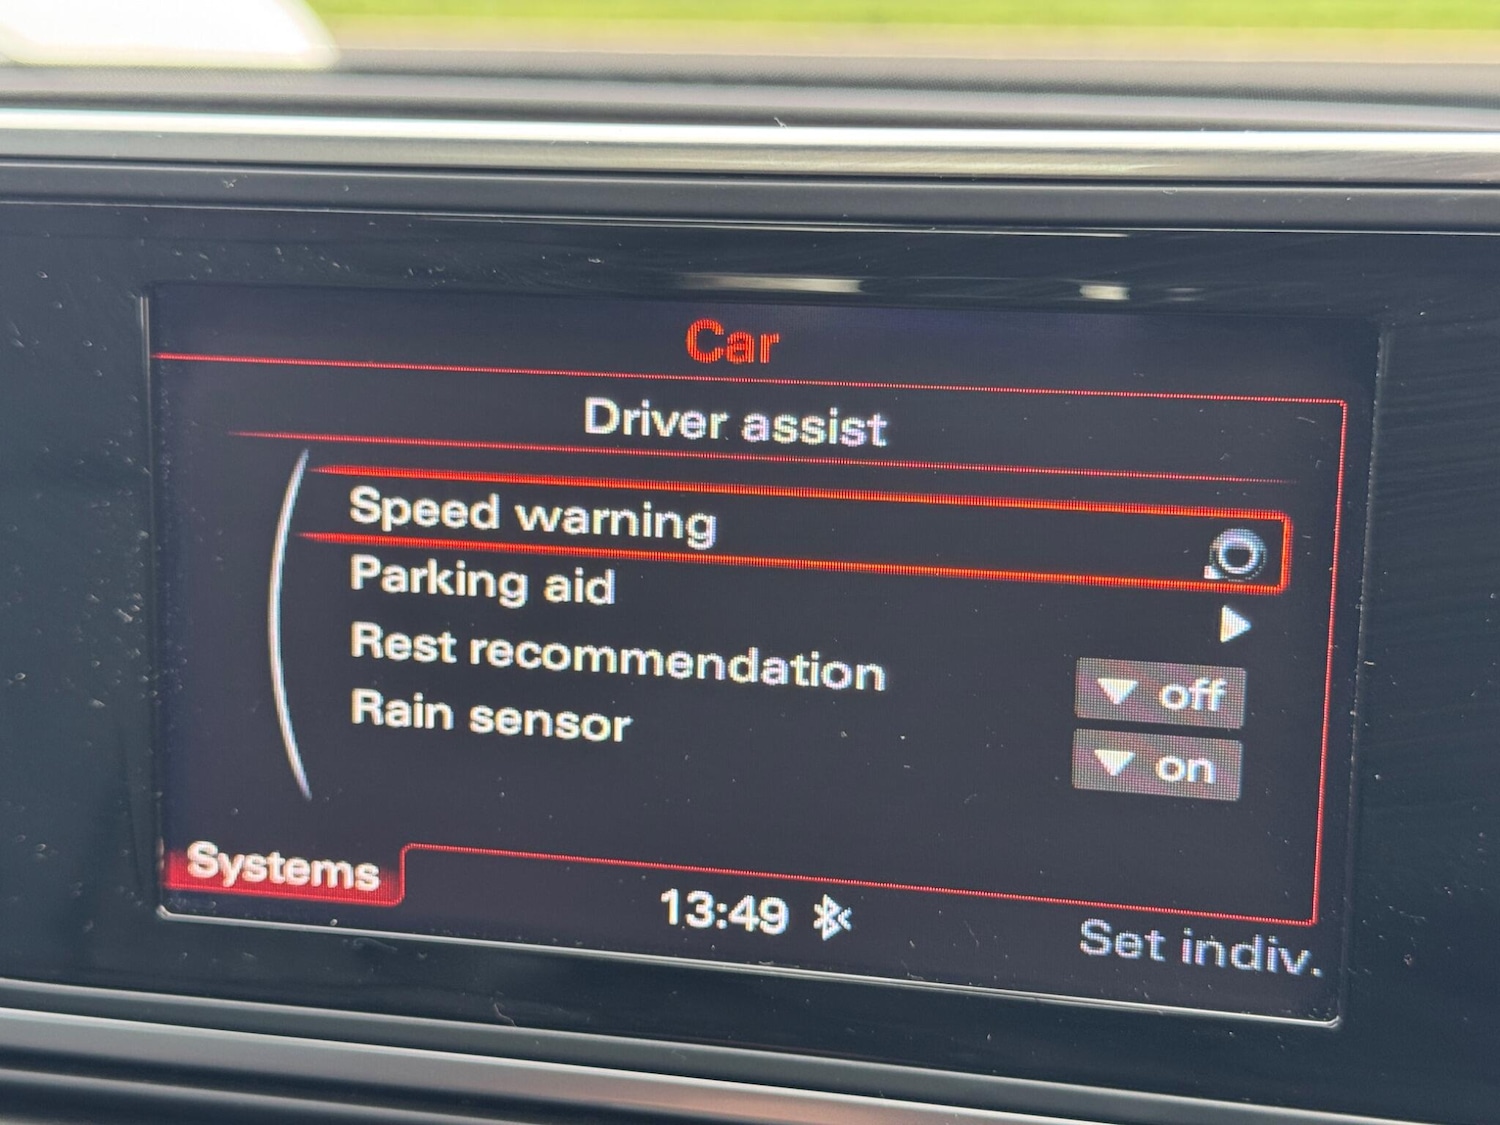 Car
Driver assist
Speed warning
Parking aid
Rest recommendation off
Rain sensor on
Systems
13:49
Set indiv.